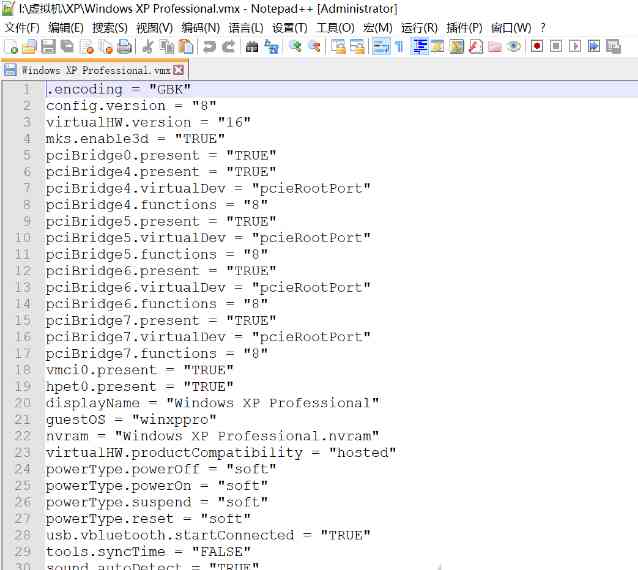 I:\虚拟机\XP\Windows XP Professional.vmx - Notepad++ [Administrator]
文件(F) 编辑(E) 搜索(S) 视图(V) 编码(N) 语言(L) 设置(T) 工具(O) 宏(M) 运行(R) 插件(P) 窗口(W) ?
Windows XP Professional.vmx
1 .encoding = "GBK"
2 config.version = "8"
3 virtualHW.version = "16"
4 mks.enable3d = "TRUE"
5 pciBridge0.present = "TRUE"
6 pciBridge4.present = "TRUE"
7 pciBridge4.virtualDev = "pcieRootPort"
8 pciBridge4.functions = "8"
9 pciBridge5.present = "TRUE"
10 pciBridge5.virtualDev = "pcieRootPort"
11 pciBridge5.functions = "8"
12 pciBridge6.present = "TRUE"
13 pciBridge6.virtualDev = "pcieRootPort"
14 pciBridge6.functions = "8"
15 pciBridge7.present = "TRUE"
16 pciBridge7.virtualDev = "pcieRootPort"
17 pciBridge7.functions = "8"
18 vmci0.present = "TRUE"
19 hpet0.present = "TRUE"
20 displayName = "Windows XP Professional"
21 guestOS = "winxppro"
22 nvram = "Windows XP Professional.nvram"
23 virtualHW.productCompatibility = "hosted"
24 powerType.powerOff = "soft"
25 powerType.powerOn = "soft"
26 powerType.suspend = "soft"
27 powerType.reset = "soft"
28 usb.vbluetooth.startConnected = "TRUE"
29 tools.syncTime = "FALSE"
30 sound.autoDetect = "TRUE"